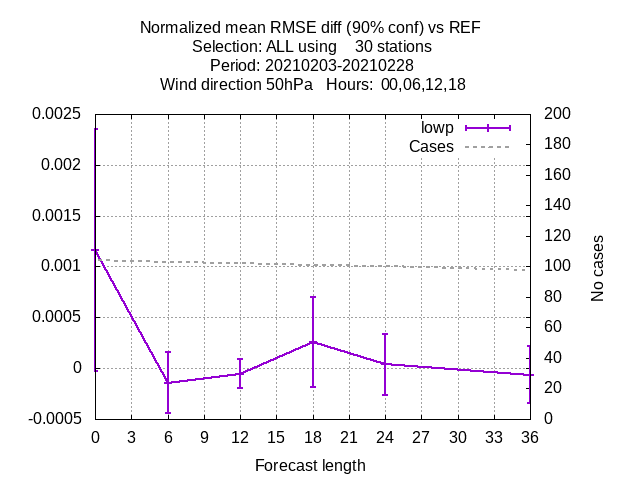 Normalized mean RMSE diff (90% conf) vs REF
Selection: ALL using    30 stations
Period: 20210203-20210228
Wind direction 50hPa   Hours:  00,06,12,18
lowp
Cases
0.0025
0.002
0.0015
0.001
0.0005
0
-0.0005
200
180
160
140
120
100
80
60
40
20
0
No cases
0 3 6 9 12 15 18 21 24 27 30 33 36
Forecast length